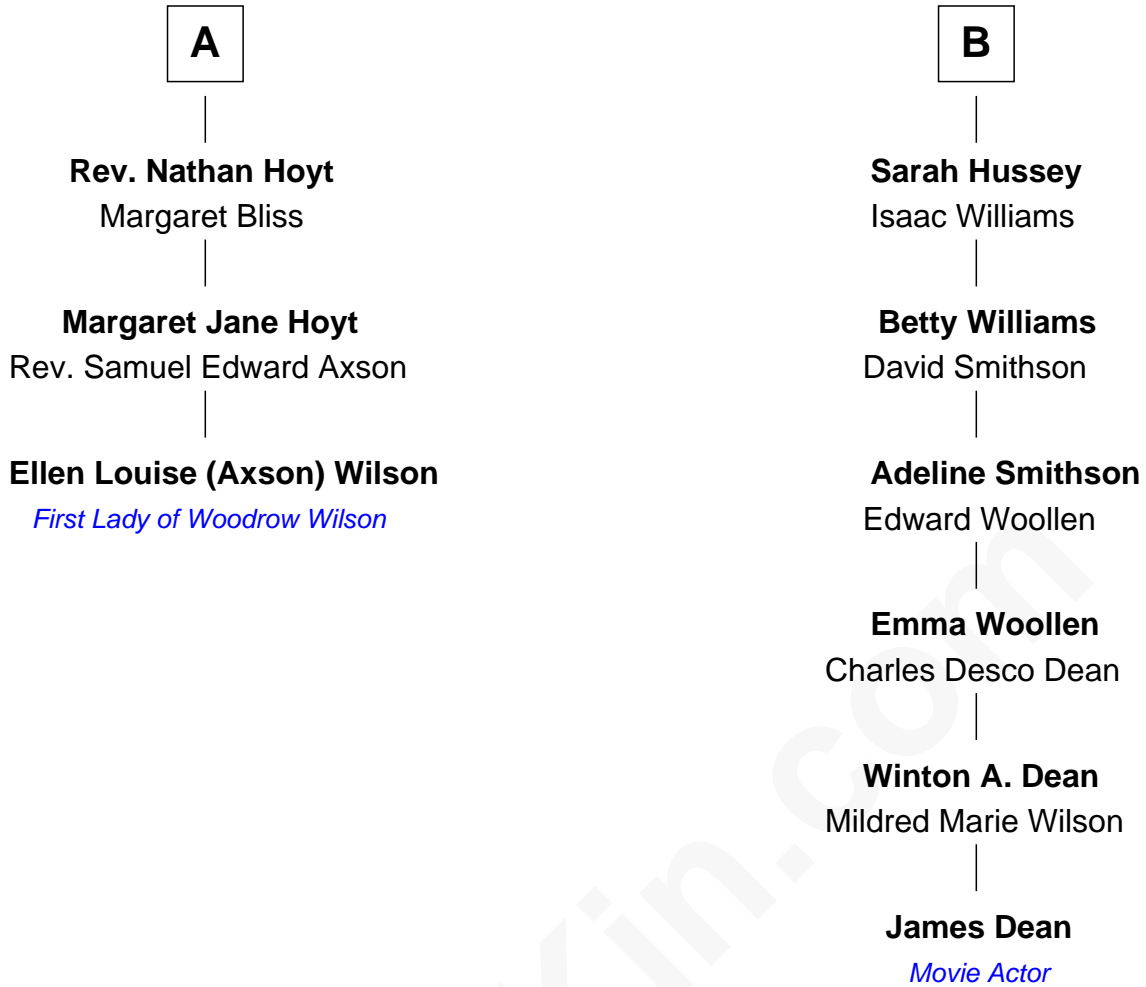 A
Rev. Nathan Hoyt
Margaret Bliss
Margaret Jane Hoyt
Rev. Samuel Edward Axson
Ellen Louise (Axson) Wilson
First Lady of Woodrow Wilson
B
Sarah Hussey
Isaac Williams
Betty Williams
David Smithson
Adeline Smithson
Edward Woollen
Emma Woollen
Charles Desco Dean
Winton A. Dean
Mildred Marie Wilson
James Dean
Movie Actor
Kin.com